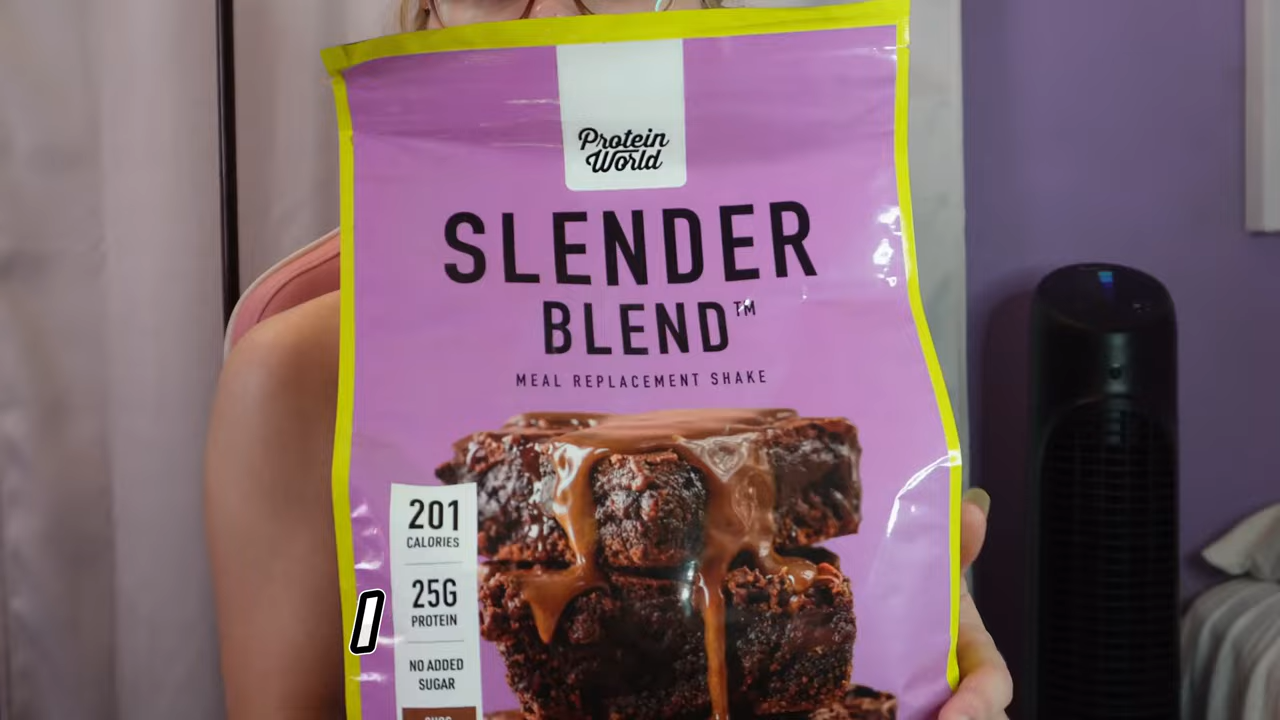 Protein
World
SLENDER
BLEND™
MEAL REPLACEMENT SHAKE
201
CALORIES
25G
PROTEIN
NO ADDED
SUGAR
I